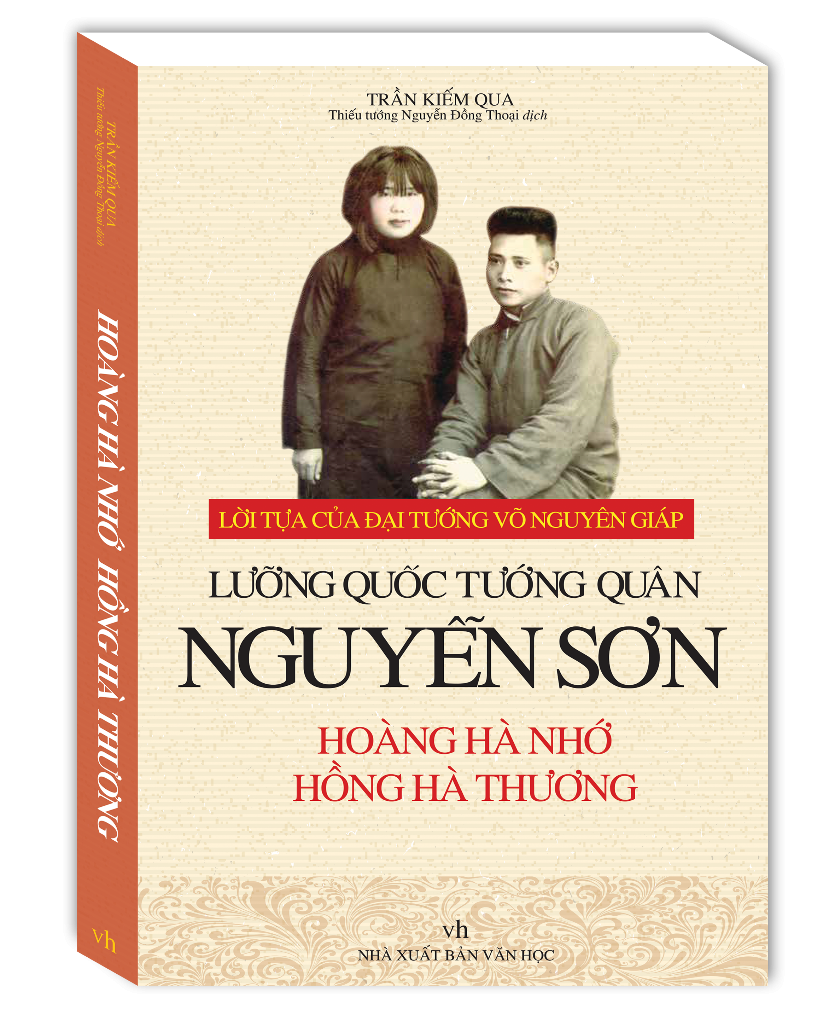 TRẦN KIẾM QUA
Thiếu tướng Nguyễn Đồng Thoại dịch
LỜI TỰA CỦA ĐẠI TƯỚNG VÕ NGUYÊN GIÁP
LƯỠNG QUỐC TƯỚNG QUÂN
NGUYỄN SƠN
HOÀNG HÀ NHỚ
HỒNG HÀ THƯƠNG
vh
NHÀ XUẤT BẢN VĂN HỌC
TRẦN KIẾM QUA
Thiếu tướng Nguyễn Đồng Thoại dịch
HOÀNG HÀ NHỚ HỒNG HÀ THƯƠNG
vh